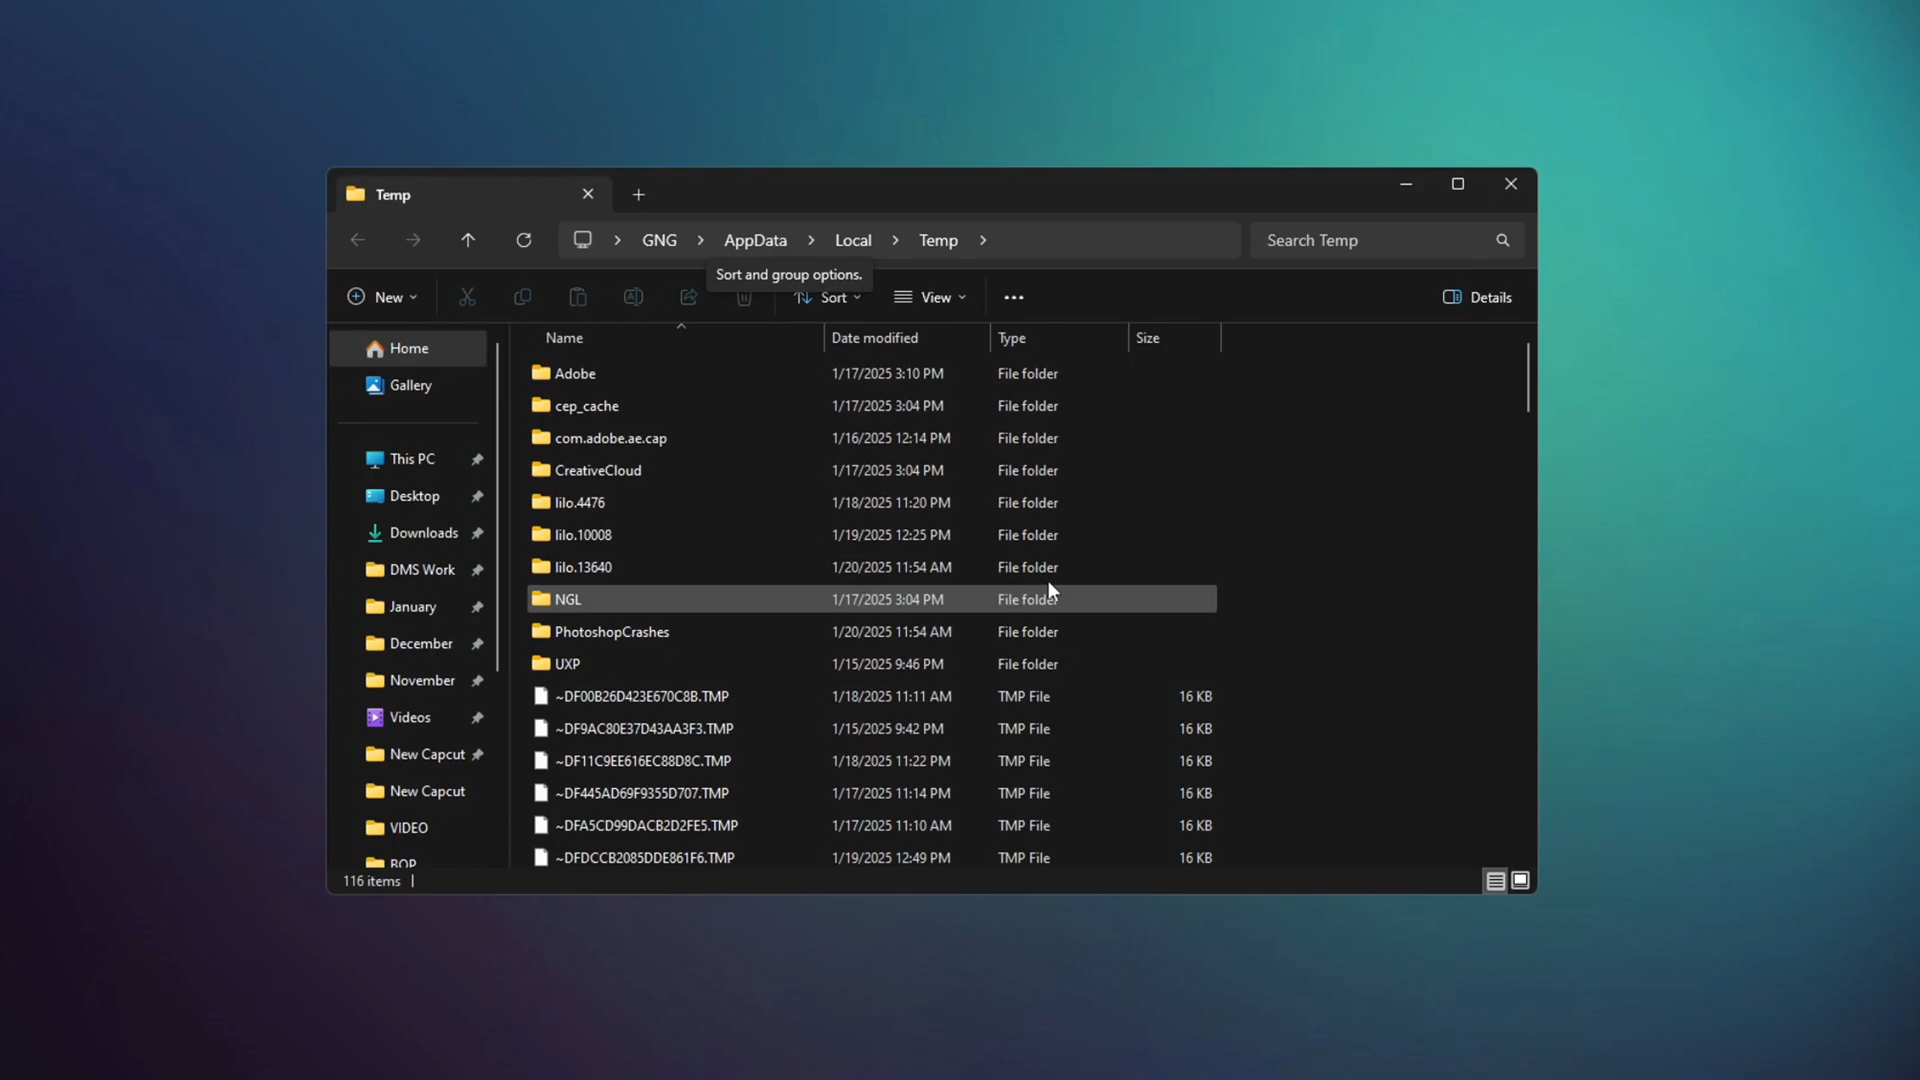 Temp
GNG AppData Local Temp
Search Temp
Sort and group options.
New
Sort
View
Details
Home
Gallery
This PC
Desktop
Downloads
DMS Work
January
December
November
Videos
New Capcut
New Capcut
VIDEO
BOP
Name Date modified Type Size
Adobe 1/17/2025 3:10 PM File folder
cep_cache 1/17/2025 3:04 PM File folder
com.adobe.ae.cap 1/16/2025 12:14 PM File folder
CreativeCloud 1/17/2025 3:04 PM File folder
lilo.4476 1/18/2025 11:20 PM File folder
lilo.10008 1/19/2025 12:25 PM File folder
lilo.13640 1/20/2025 11:54 AM File folder
NGL 1/17/2025 3:04 PM File folder
PhotoshopCrashes 1/20/2025 11:54 AM File folder
UXP 1/15/2025 9:46 PM File folder
~DF00B26D423E670C8B.TMP 1/18/2025 11:11 AM TMP File 16 KB
~DF9AC80E37D43AA3F3.TMP 1/15/2025 9:42 PM TMP File 16 KB
~DF11C9EE616EC88D8C.TMP 1/18/2025 11:22 PM TMP File 16 KB
~DF445AD69F9355D707.TMP 1/17/2025 11:14 PM TMP File 16 KB
~DFA5CD99DACB2D2FE5.TMP 1/17/2025 11:10 AM TMP File 16 KB
~DFDCCB2085DDE861F6.TMP 1/19/2025 12:49 PM TMP File 16 KB
116 items